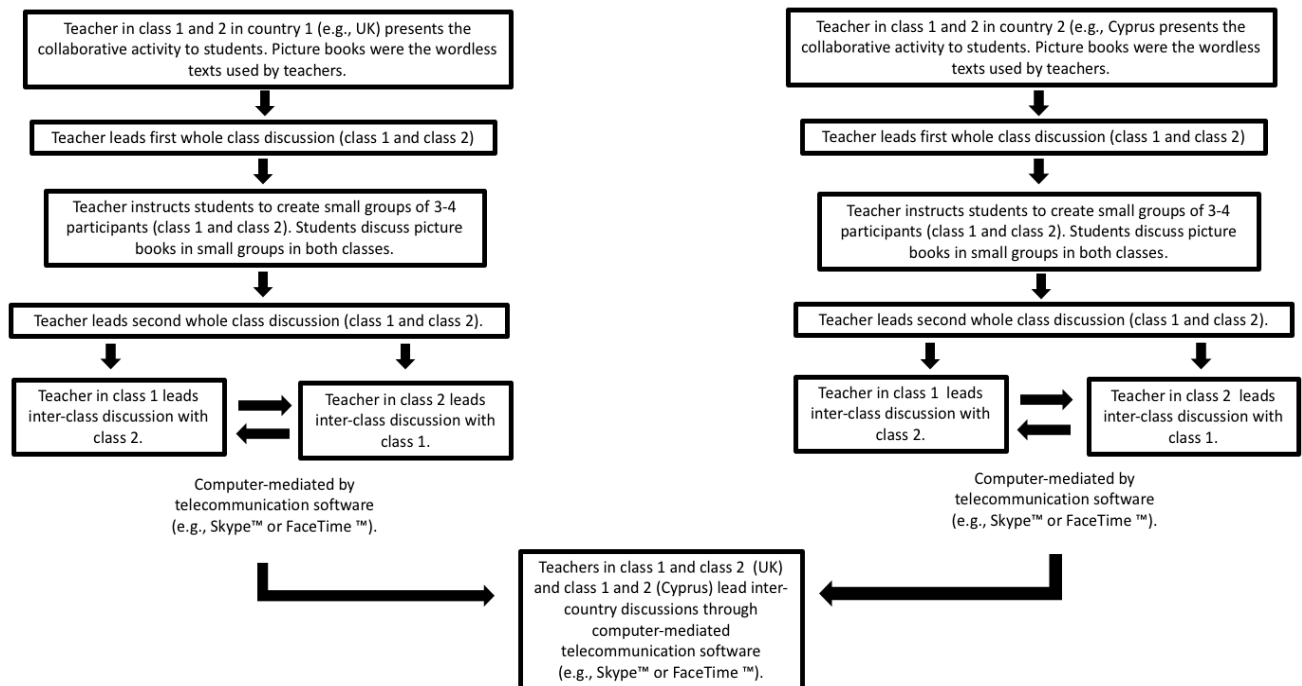 Teacher in class 1 and 2 in country 1 (e.g., UK) presents the
collaborative activity to students. Picture books were the wordless
texts used by teachers.
Teacher leads first whole class discussion (class 1 and class 2)
Teacher instructs students to create small groups of 3-4
participants (class 1 and class 2). Students discuss picture
books in small groups in both classes.
Teacher leads second whole class discussion (class 1 and class 2).
Teacher in class 1 leads
inter-class discussion with
class 2.
Teacher in class 2 leads
inter-class discussion with
class 1.
Computer-mediated by
telecommunication software
(e.g., Skype™ or FaceTime ™).
Teacher in class 1 and 2 in country 2 (e.g., Cyprus presents the
collaborative activity to students. Picture books were the wordless
texts used by teachers.
Teacher leads first whole class discussion (class 1 and class 2)
Teacher instructs students to create small groups of 3-4
participants (class 1 and class 2). Students discuss picture
books in small groups in both classes.
Teacher leads second whole class discussion (class 1 and class 2).
Teacher in class 1  leads
inter-class discussion with
class 2.
Teacher in class 2  leads
inter-class discussion with
class 1.
Computer-mediated by
telecommunication software
(e.g., Skype™ or FaceTime ™).
Teachers in class 1 and class 2  (UK)
and class 1 and 2 (Cyprus) lead inter-
country discussions through
computer-mediated
telecommunication software
(e.g., Skype™ or FaceTime ™).